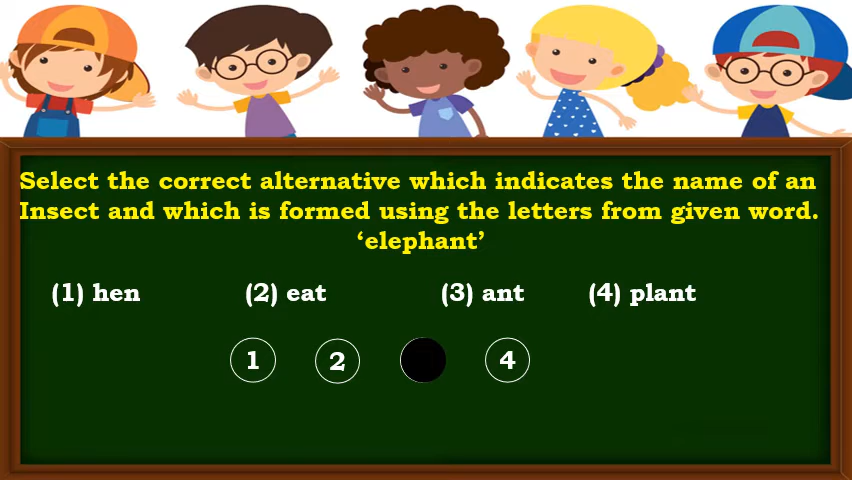 Select the correct alternative which indicates the name of an
Insect and which is formed using the letters from given word.
‘elephant’
(1) hen (2) eat (3) ant (4) plant
1 2 4